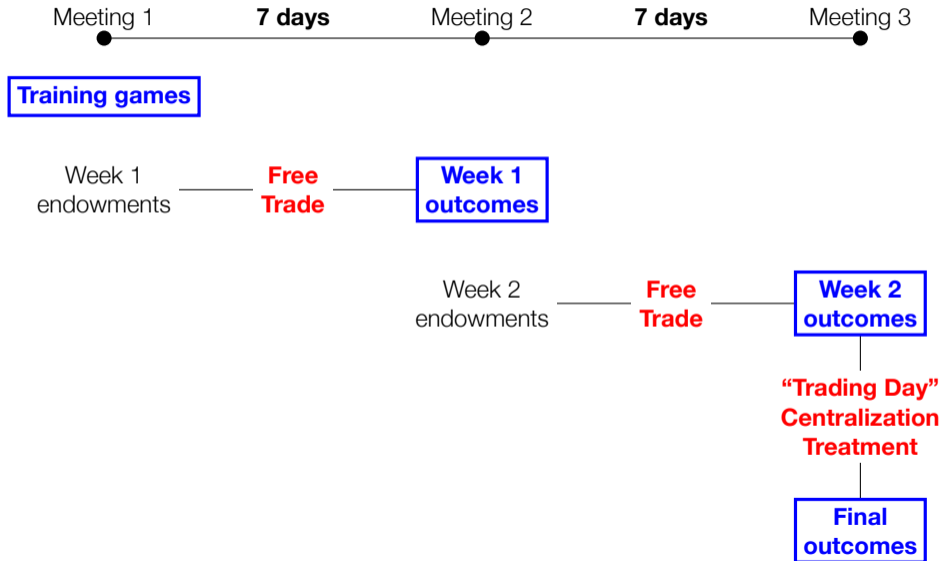 Meeting 1 7 days Meeting 2 7 days Meeting 3
Training games
Week 1
endowments
Free
Trade
Week 1
outcomes
Week 2
endowments
Free
Trade
Week 2
outcomes
“Trading Day”
Centralization
Treatment
Final
outcomes